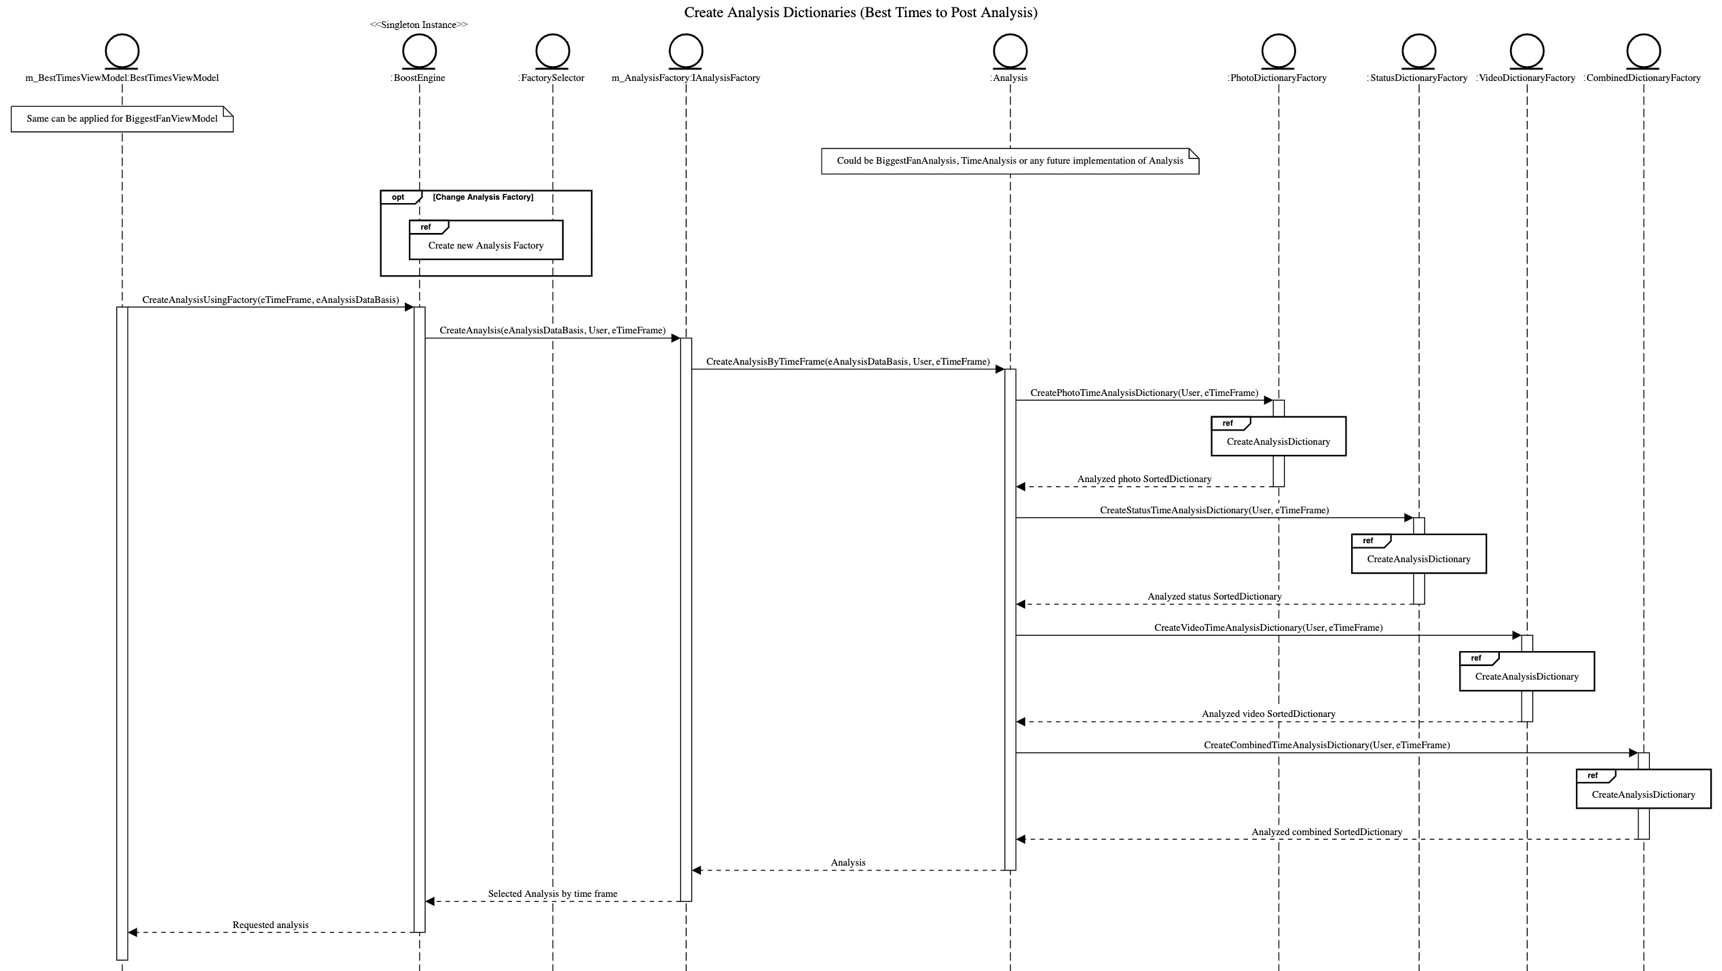 Create Analysis Dictionaries (Best Times to Post Analysis)
<<Singleton Instance>>
m_BestTimesViewModel:BestTimesViewModel
:BoostEngine
:FactorySelector
m_AnalysisFactory:IAnalysisFactory
:Analysis
:PhotoDictionaryFactory
:StatusDictionaryFactory
:VideoDictionaryFactory
:CombinedDictionaryFactory
Same can be applied for BiggestFanViewModel
Could be BiggestFanAnalysis, TimeAnalysis or any future implementation of Analysis
opt [Change Analysis Factory]
ref
Create new Analysis Factory
CreateAnalysisUsingFactory(eTimeFrame, eAnalysisDataBasis)
CreateAnaylsis(eAnalysisDataBasis, User, eTimeFrame)
CreateAnalysisByTimeFrame(eAnalysisDataBasis, User, eTimeFrame)
CreatePhotoTimeAnalysisDictionary(User, eTimeFrame)
ref
CreateAnalysisDictionary
Analyzed photo SortedDictionary
CreateStatusTimeAnalysisDictionary(User, eTimeFrame)
ref
CreateAnalysisDictionary
Analyzed status SortedDictionary
CreateVideoTimeAnalysisDictionary(User, eTimeFrame)
ref
CreateAnalysisDictionary
Analyzed video SortedDictionary
CreateCombinedTimeAnalysisDictionary(User, eTimeFrame)
ref
CreateAnalysisDictionary
Analyzed combined SortedDictionary
Analysis
Selected Analysis by time frame
Requested analysis